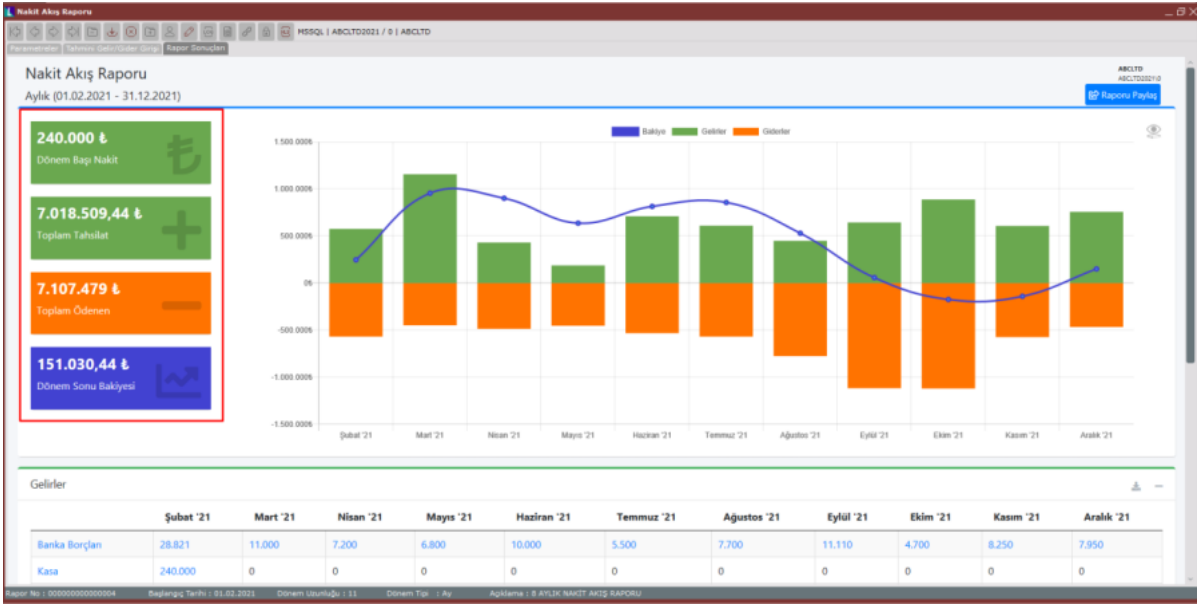 Nakit Akış Raporu
MSSQL | ABCLTD2021 / 0 | ABCLTD
Parametreler Tahmini Gelir/Gider Girişi Rapor Sonuçları
Nakit Akış Raporu
ABCLTD
ABCLTD2021\0
Aylık (01.02.2021 - 31.12.2021)
Raporu Paylaş
240.000 ₺
Dönem Başı Nakit
7.018.509,44 ₺
Toplam Tahsilat
7.107.479 ₺
Toplam Ödenen
151.030,44 ₺
Dönem Sonu Bakiyesi
Bakiye Gelirler Giderler
1.500.000₺
1.000.000₺
500.000₺
0₺
-500.000₺
-1.000.000₺
-1.500.000₺
Şubat '21 Mart '21 Nisan '21 Mayıs '21 Haziran '21 Temmuz '21 Ağustos '21 Eylül '21 Ekim '21 Kasım '21 Aralık '21
Gelirler
Şubat '21 Mart '21 Nisan '21 Mayıs '21 Haziran '21 Temmuz '21 Ağustos '21 Eylül '21 Ekim '21 Kasım '21 Aralık '21
Banka Borçları 28.821 11.000 7.200 6.800 10.000 5.500 7.700 11.110 4.700 8.250 7.950
Kasa 240.000 0 0 0 0 0 0 0 0 0 0
Rapor No : 000000000000004 Başlangıç Tarihi : 01.02.2021 Dönem Uzunluğu : 11 Dönem Tipi : Ay Açıklama : 8 AYLIK NAKİT AKIŞ RAPORU